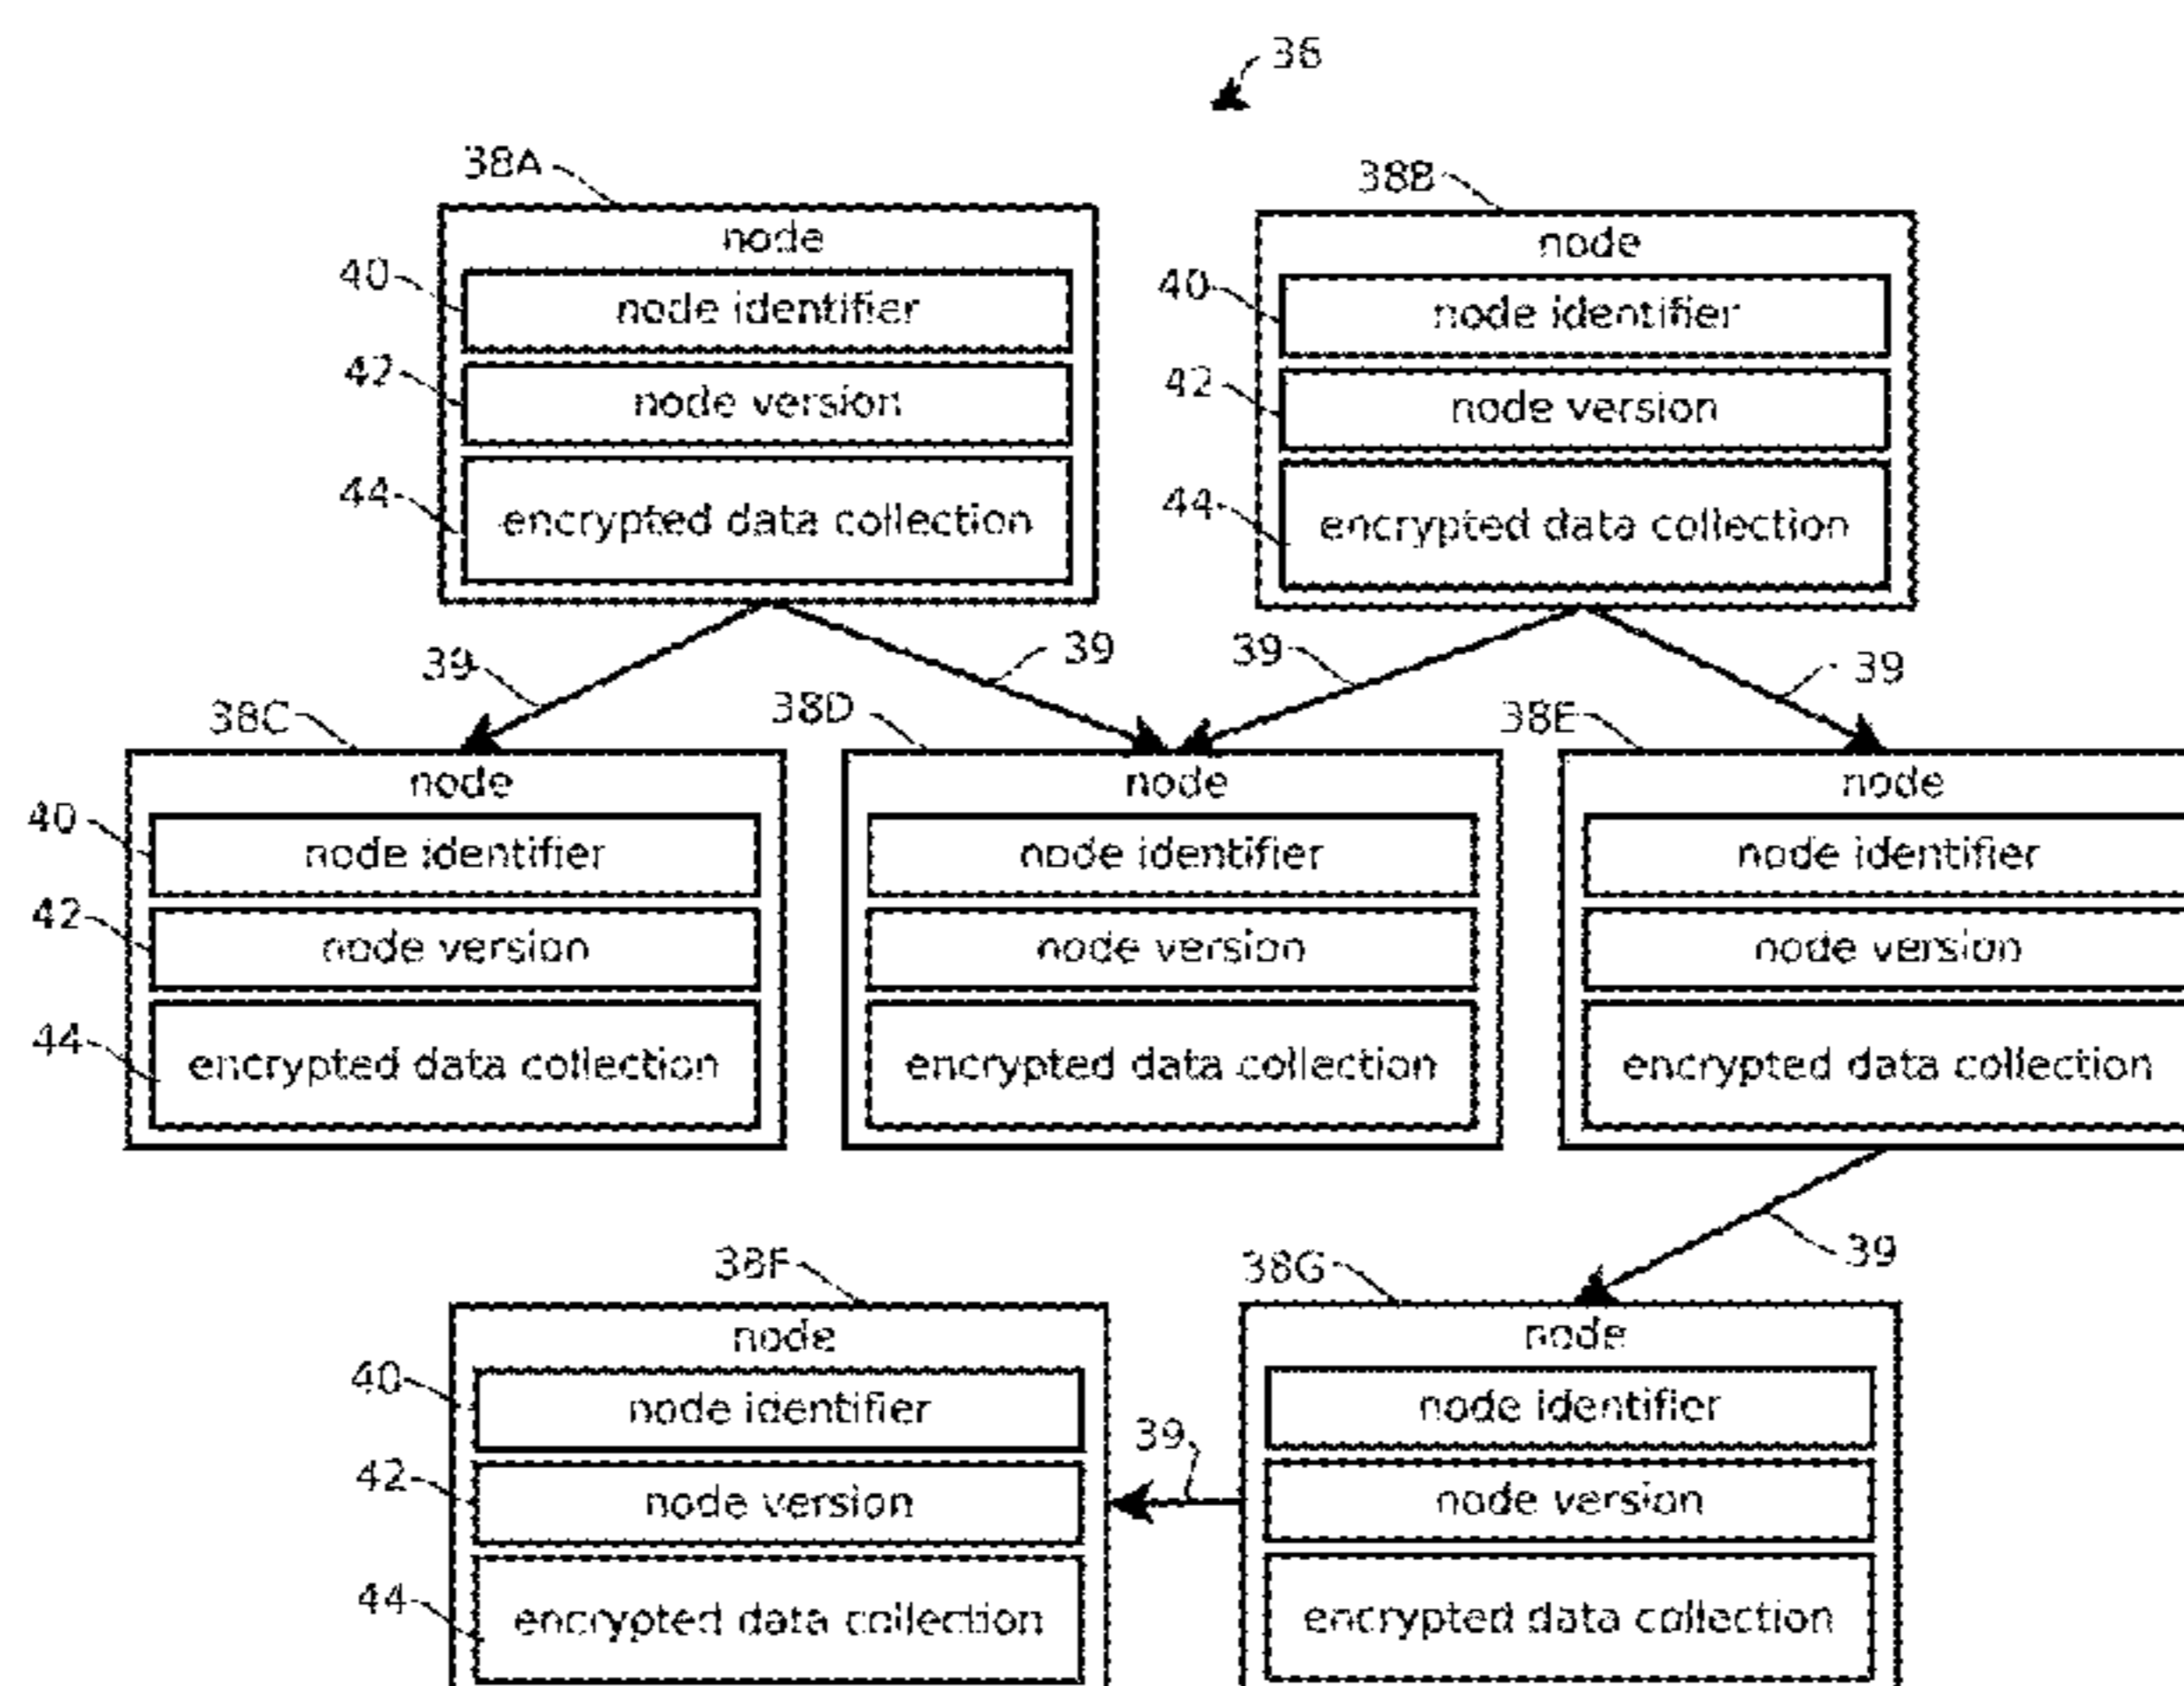 36
38A
38B
node
node
40
node identifier
40
node identifier
42
node version
42
node version
44
encrypted data collection
44
encrypted data collection
39
39
39
39
38C
38D
38E
node
node
node
40
node identifier
node identifier
node identifier
42
node version
node version
node version
44
encrypted data collection
encrypted data collection
encrypted data collection
39
38F
38G
node
node
40
node identifier
node identifier
39
42
node version
node version
44
encrypted data collection
encrypted data collection